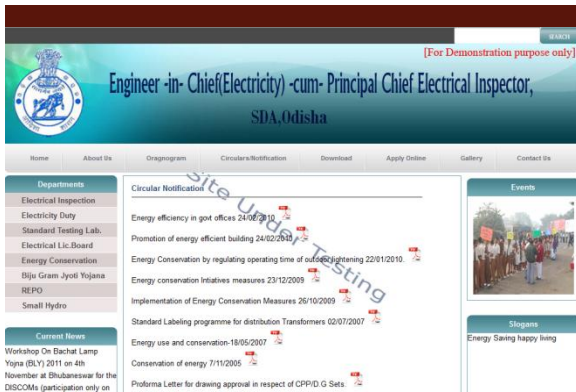 SEARCH
[For Demonstration purpose only]
Engineer -in- Chief(Electricity) -cum- Principal Chief Electrical Inspector,
SDA,Odisha
Home About Us Oragnogram Circulars/Notification Download Apply Online Gallery Contact Us
Departments
Electrical Inspection
Electricity Duty
Standard Testing Lab.
Electrical Lic.Board
Energy Conservation
Biju Gram Jyoti Yojana
REPO
Small Hydro
Current News
Workshop On Bachat Lamp
Yojna (BLY) 2011 on 4th
November at Bhubaneswar for the
DISCOMs (participation only on
Circular Notification
Site Under Testing
Energy efficiency in govt offices 24/02/2010
Promotion of energy efficient building 24/02/2010
Energy Conservation by regulating operating time of outdoor lightening 22/01/2010.
Energy conservation Intiatives measures 23/12/2009
Implementation of Energy Conservation Measures 26/10/2009
Standard Labeling programme for distribution Transformers 02/07/2007
Energy use and conservation-18/05/2007
Conservation of energy 7/11/2005
Proforma Letter for drawing approval in respect of CPP/D.G Sets.
Events
Slogans
Energy Saving happy living